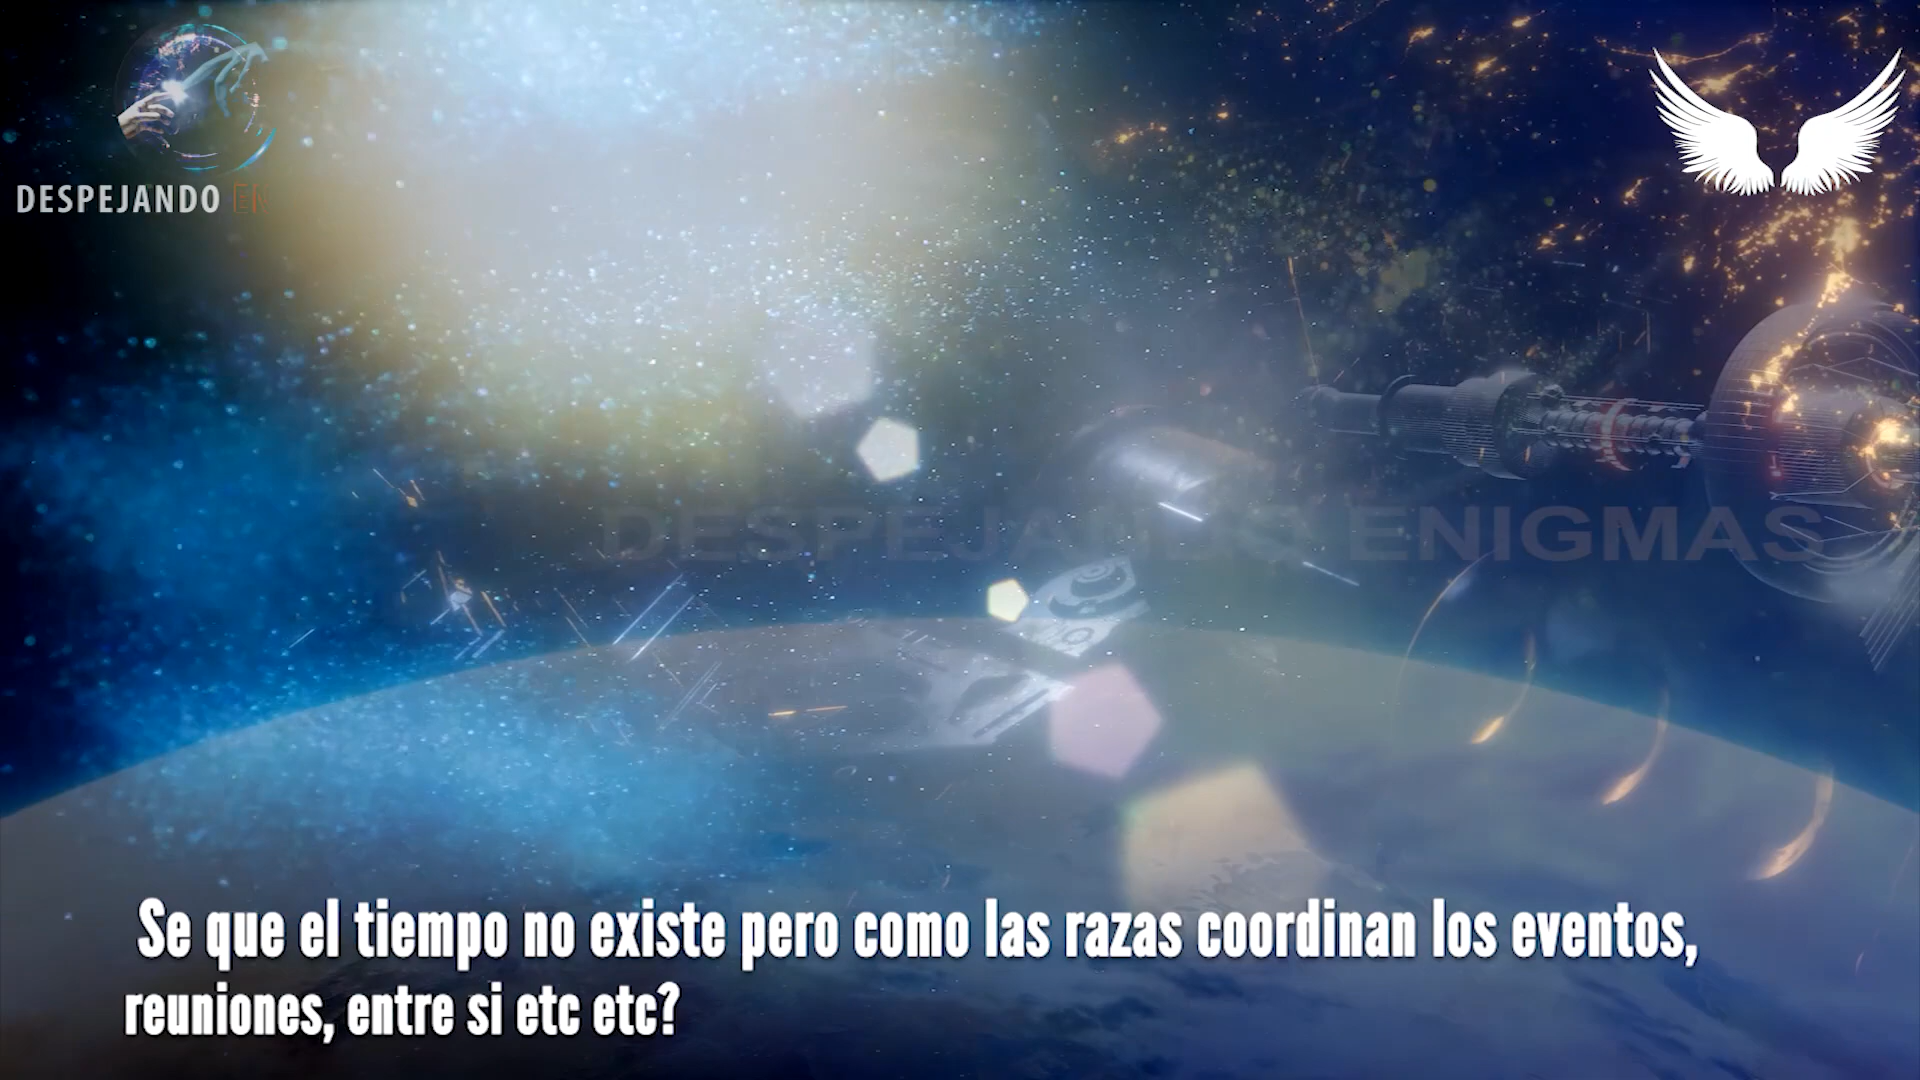 DESPEJANDO EN
DESPEJANDO ENIGMAS
Se que el tiempo no existe pero como las razas coordinan los eventos,
reuniones, entre si etc etc?